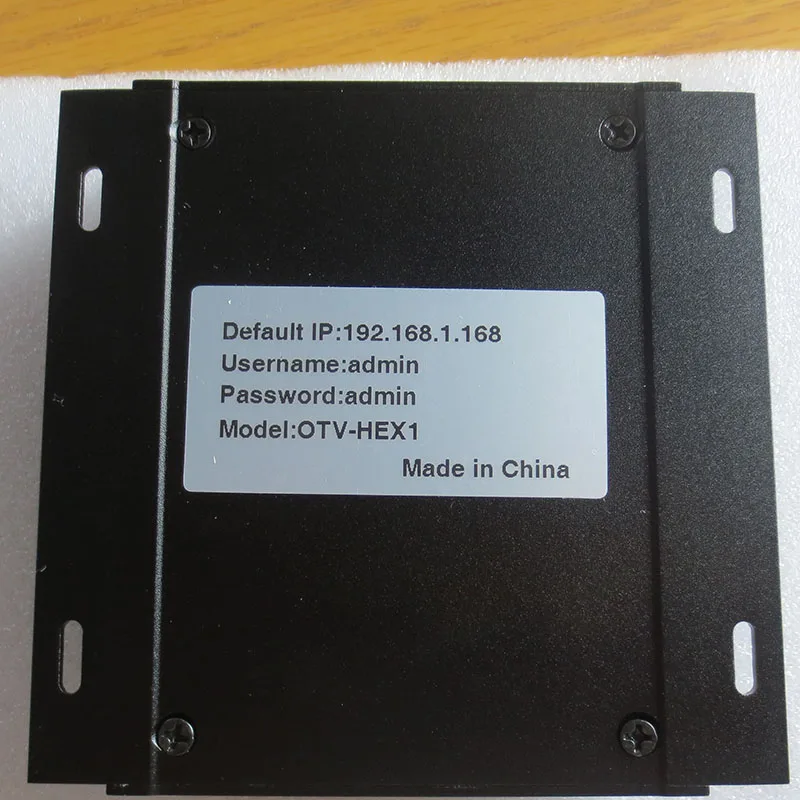 Default IP:192.168.1.168
Username:admin
Password:admin
Model:OTV-HEX1
Made in China